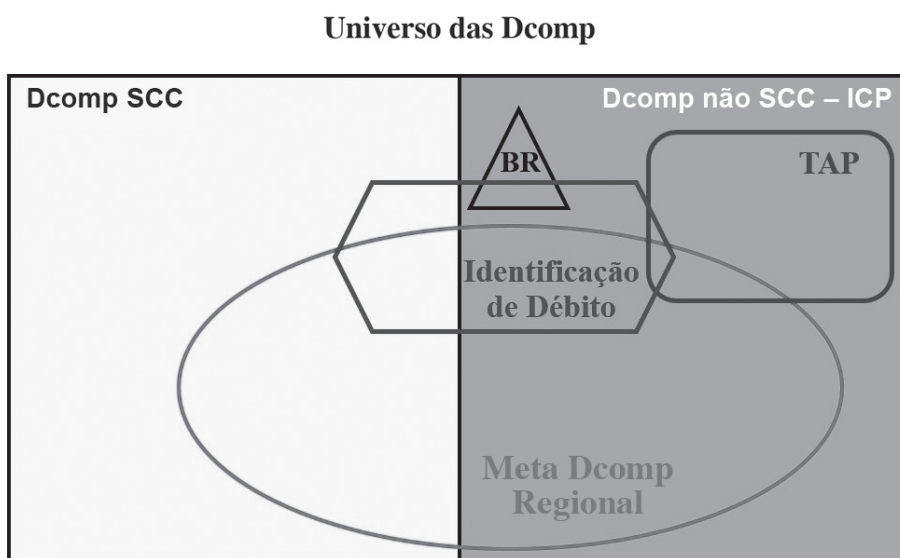 Universo das Dcomp
Dcomp SCC
Dcomp não SCC – ICP
BR
TAP
Identificação
de Débito
Meta Dcomp
Regional